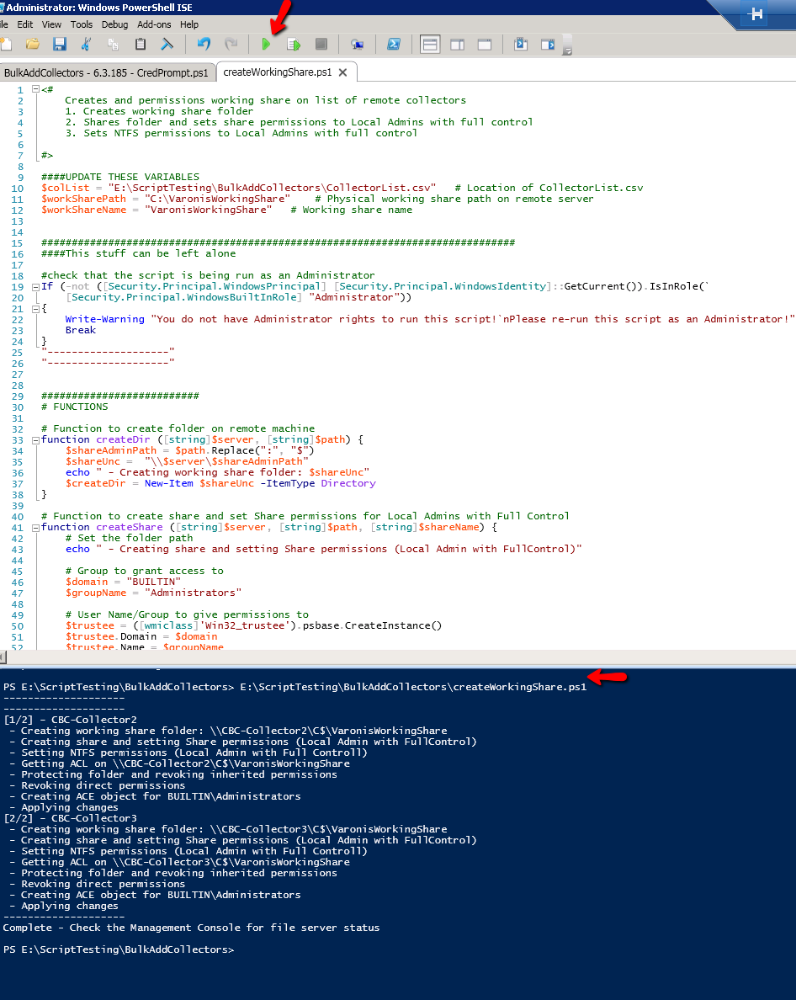 Administrator: Windows PowerShell ISE
ile Edit View Tools Debug Add-ons Help
BulkAddCollectors - 6.3.185 - CredPrompt.ps1 createWorkingShare.ps1
1 <#
2 Creates and permissions working share on list of remote collectors
3 1. Creates working share folder
4 2. Shares folder and sets share permissions to Local Admins with full control
5 3. Sets NTFS permissions to Local Admins with full control
6
7 #>
8
9 ####UPDATE THESE VARIABLES
10 $colList = "E:\ScriptTesting\BulkAddCollectors\CollectorList.csv" # Location of CollectorList.csv
11 $workSharePath = "C:\VaronisWorkingShare" # Physical working share path on remote server
12 $workShareName = "VaronisWorkingShare" # Working share name
13
14
15 ##############################################################################
16 ####This stuff can be left alone
17
18 #check that the script is being run as an Administrator
19 If (-not ([Security.Principal.WindowsPrincipal] [Security.Principal.WindowsIdentity]::GetCurrent()).IsInRole(`
20 [Security.Principal.WindowsBuiltInRole] "Administrator"))
21 {
22 Write-Warning "You do not have Administrator rights to run this script!`nPlease re-run this script as an Administrator!"
23 Break
24 }
25 "--------------------"
26 "--------------------"
27
28
29 ##########################
30 # FUNCTIONS
31
32 # Function to create folder on remote machine
33 function createDir ([string]$server, [string]$path) {
34 $shareAdminPath = $path.Replace(":", "$")
35 $shareUnc = "\\$server\$shareAdminPath"
36 echo " - Creating working share folder: $shareUnc"
37 $createDir = New-Item $shareUnc -ItemType Directory
38 }
39
40 # Function to create share and set Share permissions for Local Admins with Full Control
41 function createShare ([string]$server, [string]$path, [string]$shareName) {
42 # Set the folder path
43 echo " - Creating share and setting Share permissions (Local Admin with FullControl)"
44
45 # Group to grant access to
46 $domain = "BUILTIN"
47 $groupName = "Administrators"
48
49 # User Name/Group to give permissions to
50 $trustee = ([wmiclass]'Win32_trustee').psbase.CreateInstance()
51 $trustee.Domain = $domain
52 $trustee.Name = $groupName
PS E:\ScriptTesting\BulkAddCollectors> E:\ScriptTesting\BulkAddCollectors\createWorkingShare.ps1
--------------------
--------------------
[1/2] - CBC-Collector2
- Creating working share folder: \\CBC-Collector2\C$\VaronisWorkingShare
- Creating share and setting Share permissions (Local Admin with FullControl)
- Setting NTFS permissions (Local Admin with Full Controll)
- Getting ACL on \\CBC-Collector2\C$\VaronisWorkingShare
- Protecting folder and revoking inherited permissions
- Revoking direct permissions
- Creating ACE object for BUILTIN\Administrators
- Applying changes
[2/2] - CBC-Collector3
- Creating working share folder: \\CBC-Collector3\C$\VaronisWorkingShare
- Creating share and setting Share permissions (Local Admin with FullControl)
- Setting NTFS permissions (Local Admin with Full Controll)
- Getting ACL on \\CBC-Collector3\C$\VaronisWorkingShare
- Protecting folder and revoking inherited permissions
- Revoking direct permissions
- Creating ACE object for BUILTIN\Administrators
- Applying changes
--------------------
Complete - Check the Management Console for file server status
PS E:\ScriptTesting\BulkAddCollectors>